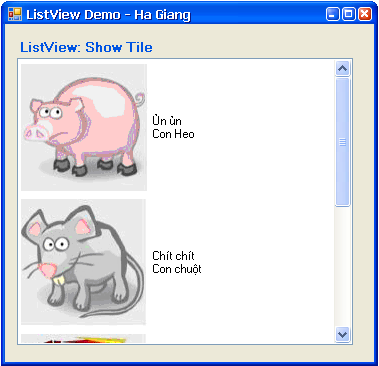 ListView Demo - Ha Giang
ListView: Show Tile
Ủn ủn
Con Heo
Chít chít
Con chuột